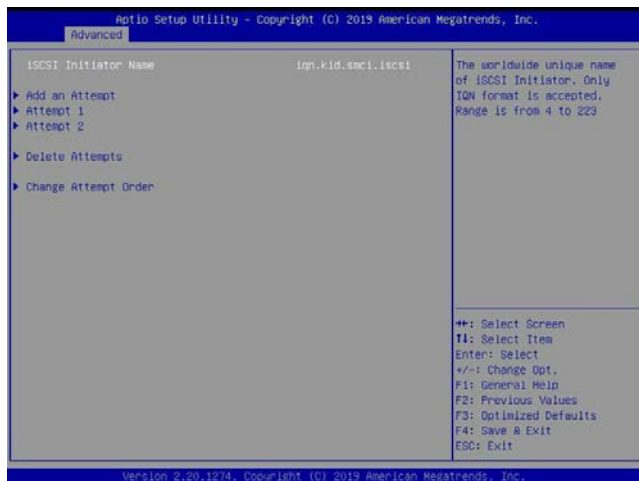 Aptio Setup Utility - Copyright (C) 2019 American Megatrends, Inc.
Advanced
iSCSI Initiator Name iqn.kid.smci.iscsi
▶ Add an Attempt
▶ Attempt 1
▶ Attempt 2
▶ Delete Attempts
▶ Change Attempt Order
The worldwide unique name
of iSCSI Initiator. Only
IQN format is accepted.
Range is from 4 to 223
→←: Select Screen
↑↓: Select Item
Enter: Select
+/-: Change Opt.
F1: General Help
F2: Previous Values
F3: Optimized Defaults
F4: Save & Exit
ESC: Exit
Version 2.20.1274. Copyright (C) 2019 American Megatrends, Inc.